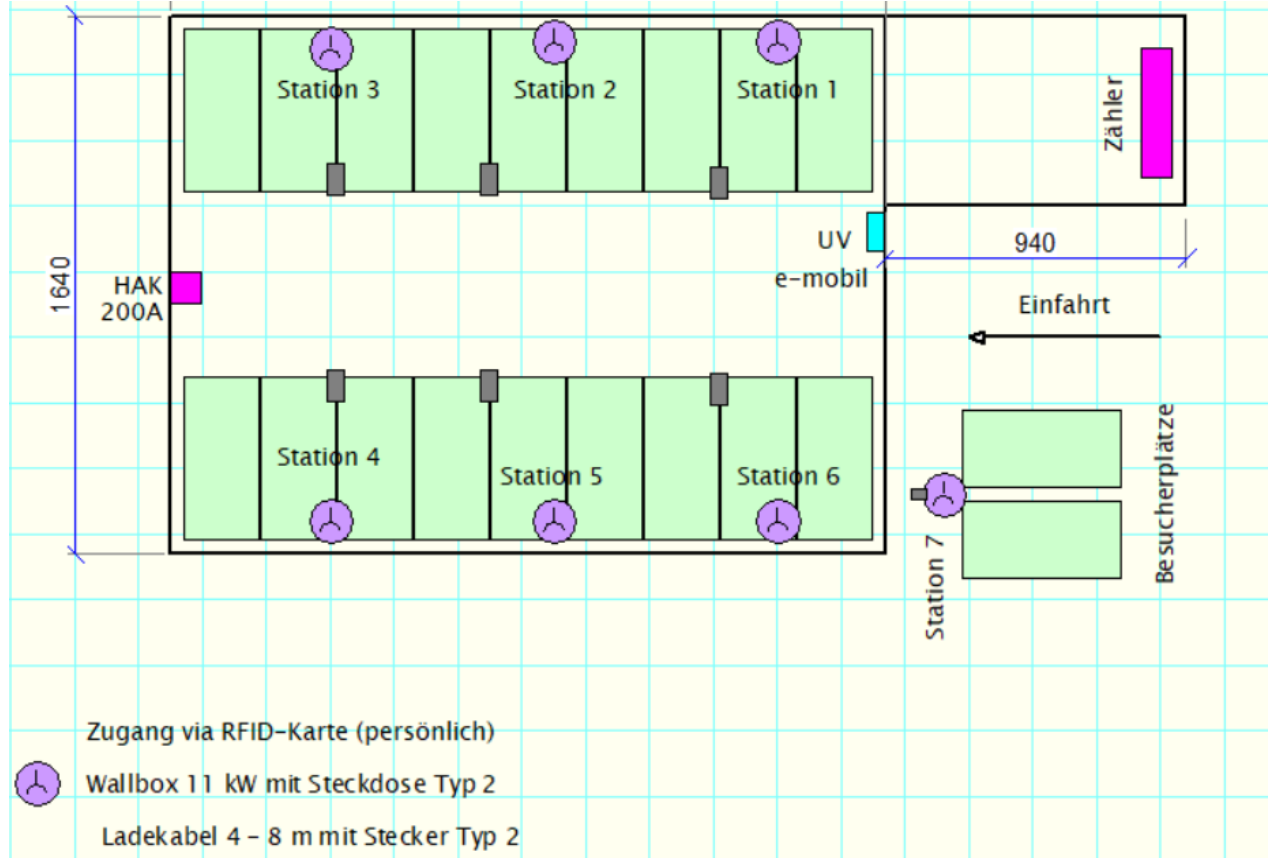 Station 3
Station 2
Station 1
Zähler
UV
e-mobil
940
1640
HAK
200A
Einfahrt
Station 4
Station 5
Station 6
Station 7
Besucherplätze
Zugang via RFID-Karte (persönlich)
Wallbox 11 kW mit Steckdose Typ 2
Ladekabel 4 - 8 m mit Stecker Typ 2